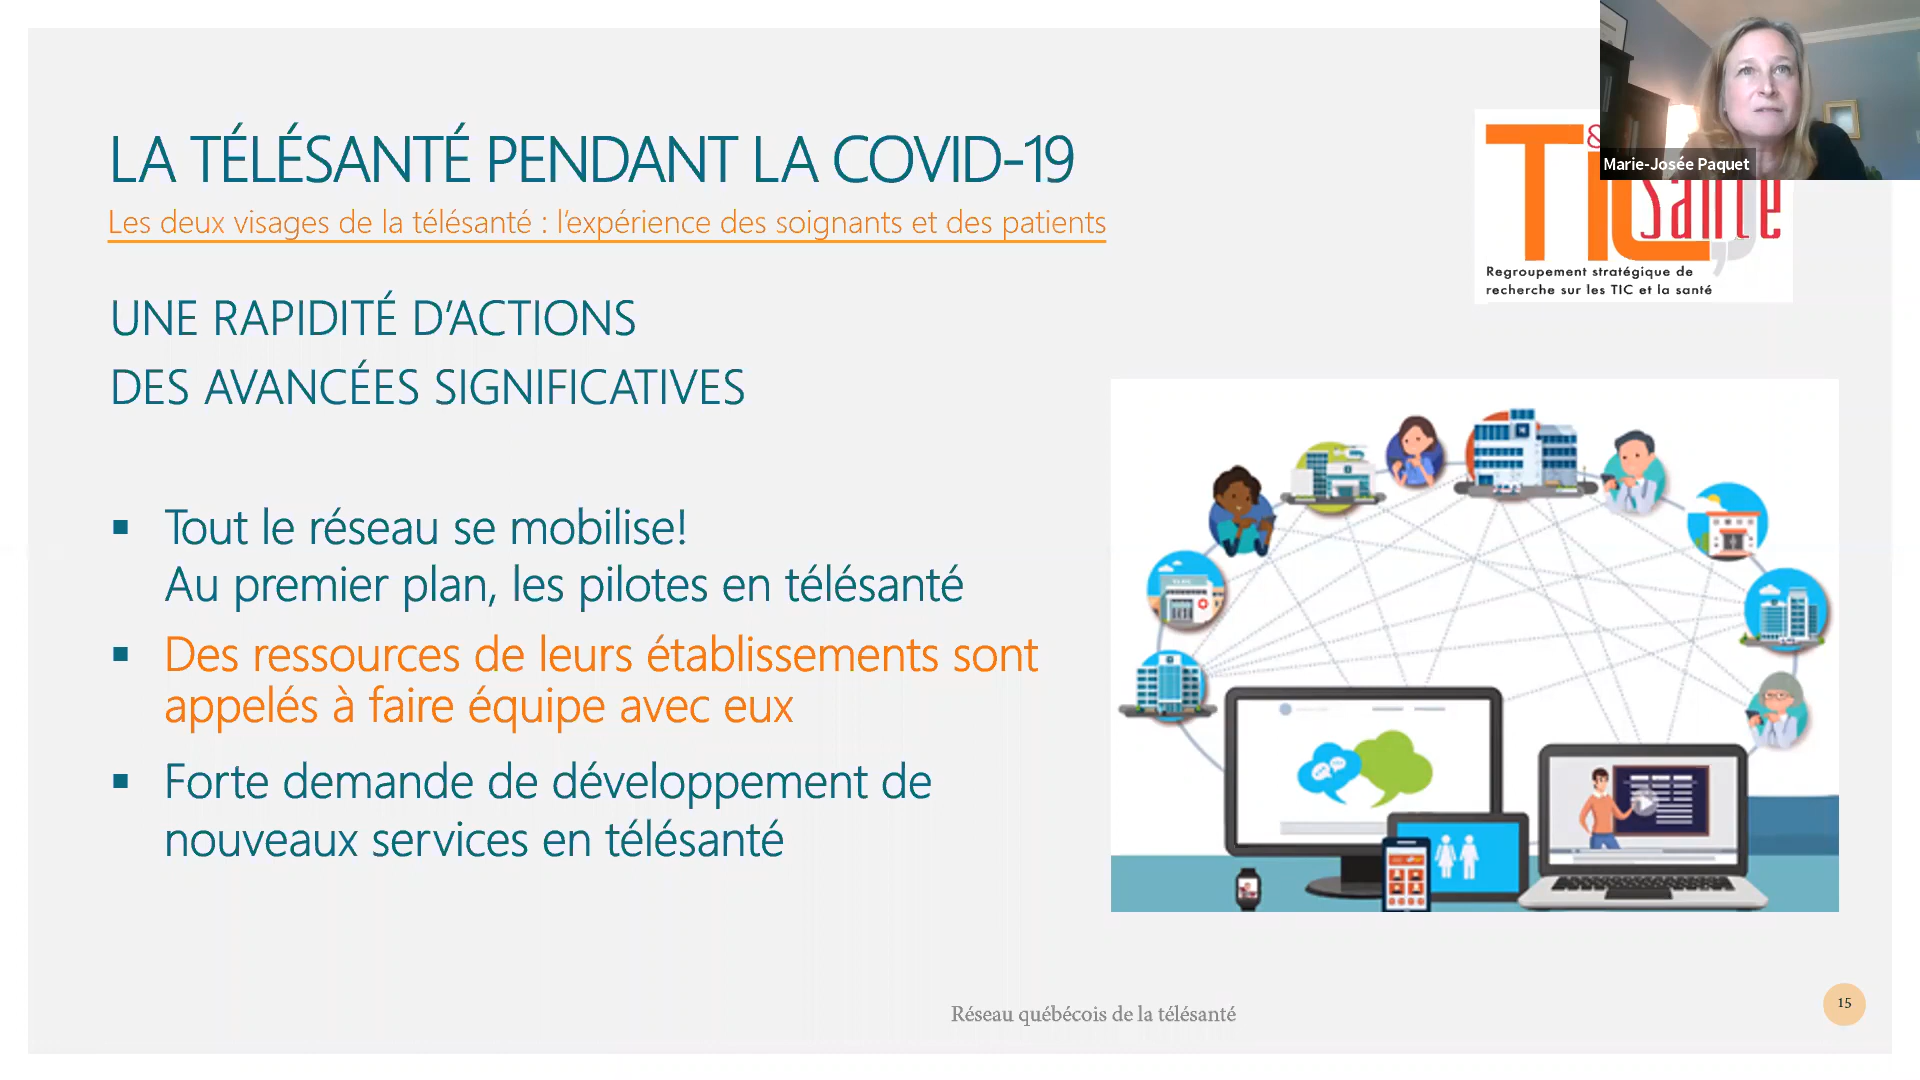 LA TÉLÉSANTÉ PENDANT LA COVID-19
Les deux visages de la télésanté : l'expérience des soignants et des patients
UNE RAPIDITÉ D'ACTIONS
DES AVANCÉES SIGNIFICATIVES
Tout le réseau se mobilise!
Au premier plan, les pilotes en télésanté
Des ressources de leurs établissements sont
appelés à faire équipe avec eux
Forte demande de développement de
nouveaux services en télésanté
Marie-Josée Paquet
&
TIC
Santé
Regroupement stratégique de
recherche sur les TIC et la santé
Réseau québécois de la télésanté
15